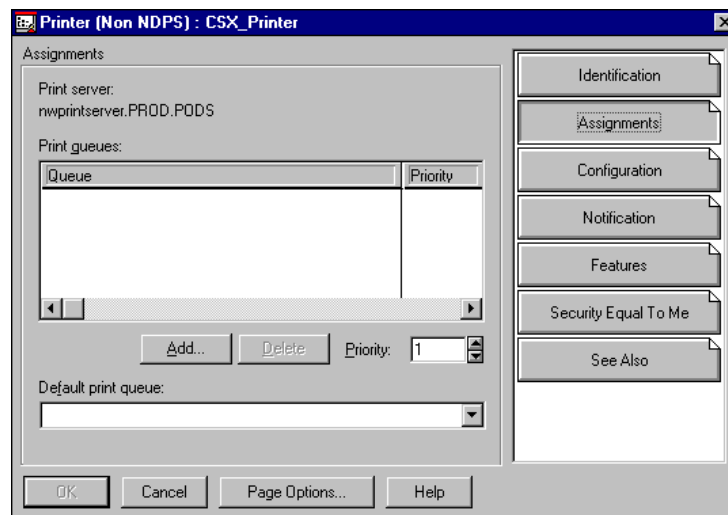 Printer (Non NDPS) : CSX_Printer
Assignments
Print server:
nwprintserver.PROD.PODS
Print queues:
Queue
Priority
Add...
Delete
Priority:
1
Default print queue:
OK
Cancel
Page Options...
Help
Identification
Assignments
Configuration
Notification
Features
Security Equal To Me
See Also